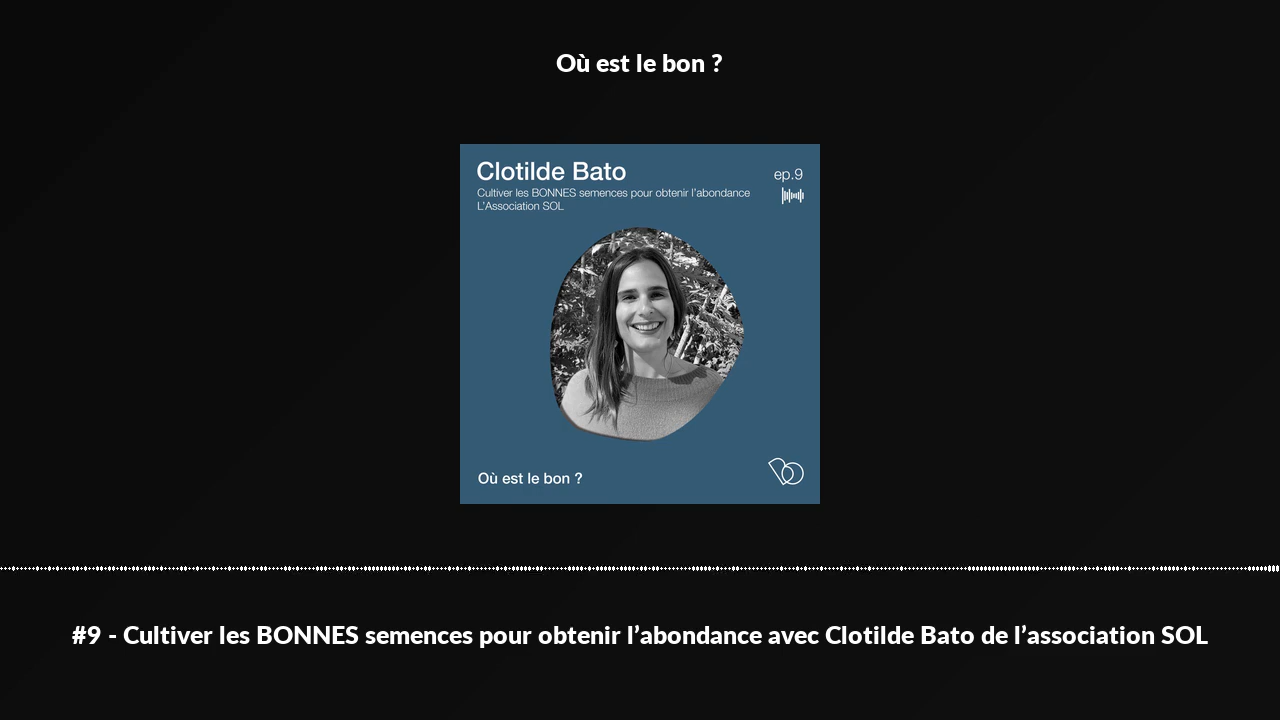 Où est le bon ?
Clotilde Bato
ep.9
Cultiver les BONNES semences pour obtenir l'abondance
L'Association SOL
Où est le bon ?
#9 - Cultiver les BONNES semences pour obtenir l’abondance avec Clotilde Bato de l’association SOL